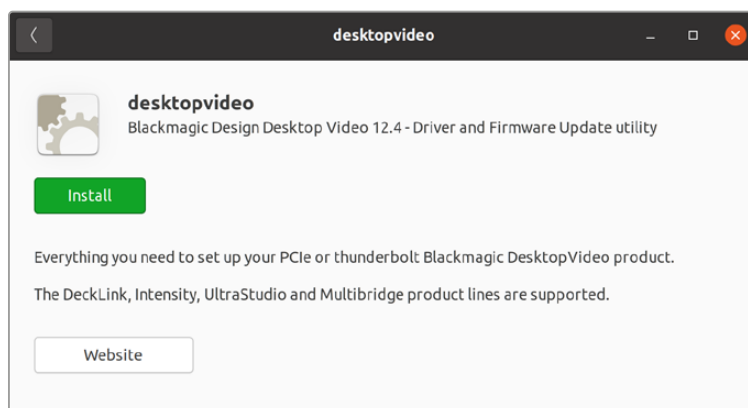 desktopvideo
desktopvideo
Blackmagic Design Desktop Video 12.4 - Driver and Firmware Update utility
Install
Everything you need to set up your PCIe or thunderbolt Blackmagic DesktopVideo product.
The DeckLink, Intensity, UltraStudio and Multibridge product lines are supported.
Website